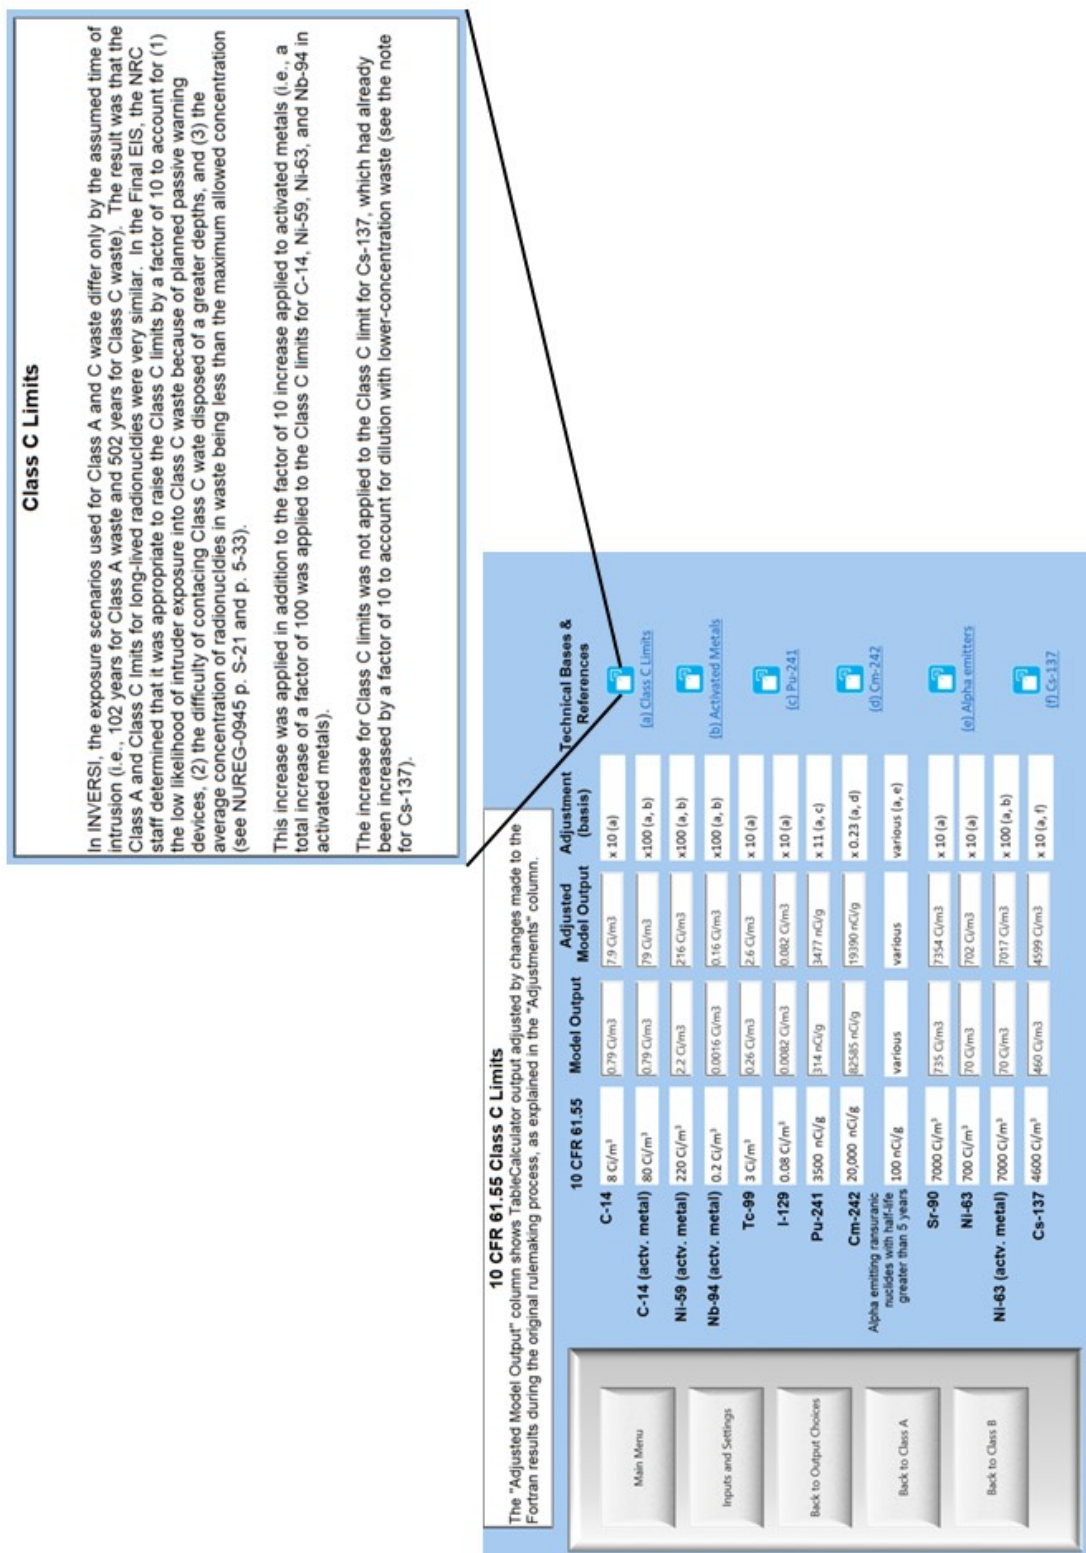 Class C Limits
In INVERSI, the exposure scenarios used for Class A and C waste differ only by the assumed time of
intrusion (i.e., 102 years for Class A waste and 502 years for Class C waste).  The result was that the
Class A and Class C lmits for long-lived radionuclides were very similar.  In the Final EIS, the NRC
staff determined that it was appropriate to raise the Class C limits by a factor of 10 to account for (1)
the low likelihood of intruder exposure into Class C waste because of planned passive warning
devices, (2) the difficulty of contacing Class C wate disposed of a greater depths, and (3) the
average concentration of radionucldies in waste being less than the maximum allowed concentration
(see NUREG-0945 p. S-21 and p. 5-33).
This increase was applied in addition to the factor of 10 increase applied to activated metals (i.e., a
total increase of a factor of 100 was applied to the Class C limits for C-14, Ni-59, Ni-63, and Nb-94 in
activated metals).
The increase for Class C limits was not applied to the Class C limit for Cs-137, which had already
been increased by a factor of 10 to account for dilution with lower-concentration waste (see the note
for Cs-137).
10 CFR 61.55 Class C Limits
The "Adjusted Model Output" column shows TableCalculator output adjusted by changes made to the
Fortran results during the original rulemaking process, as explained in the "Adjustments" column.
10 CFR 61.55 Model Output Adjusted Model Output Adjustment (basis) Technical Bases & References
C-14 8 Ci/m³ 0.79 Ci/m3 7.9 Ci/m3 x 10 (a)
(a) Class C Limits
C-14 (actv. metal) 80 Ci/m³ 0.79 Ci/m3 79 Ci/m3 x100 (a, b)
Ni-59 (actv. metal) 220 Ci/m³ 2.2 Ci/m3 216 Ci/m3 x100 (a, b)
(b) Activated Metals
Nb-94 (actv. metal) 0.2 Ci/m³ 0.0016 Ci/m3 0.16 Ci/m3 x100 (a, b)
Tc-99 3 Ci/m³ 0.26 Ci/m3 2.6 Ci/m3 x 10 (a)
I-129 0.08 Ci/m³ 0.0082 Ci/m3 0.082 Ci/m3 x 10 (a)
(c) Pu-241
Pu-241 3500 nCi/g 314 nCi/g 3477 nCi/g x 11 (a, c)
Cm-242 20,000 nCi/g 82585 nCi/g 19390 nCi/g x 0.23 (a, d)
(d) Cm-242
Alpha emitting ransuranic
nuclides with half-life
greater than 5 years
100 nCi/g various various various (a, e)
Sr-90 7000 Ci/m³ 735 Ci/m3 7354 Ci/m3 x 10 (a)
(e) Alpha emitters
Ni-63 700 Ci/m³ 70 Ci/m3 702 Ci/m3 x 10 (a)
Ni-63 (actv. metal) 7000 Ci/m³ 70 Ci/m3 7017 Ci/m3 x 100 (a, b)
Cs-137 4600 Ci/m³ 460 Ci/m3 4599 Ci/m3 x 10 (a, f)
(f) Cs-137
Main Menu
Inputs and Settings
Back to Output Choices
Back to Class A
Back to Class B